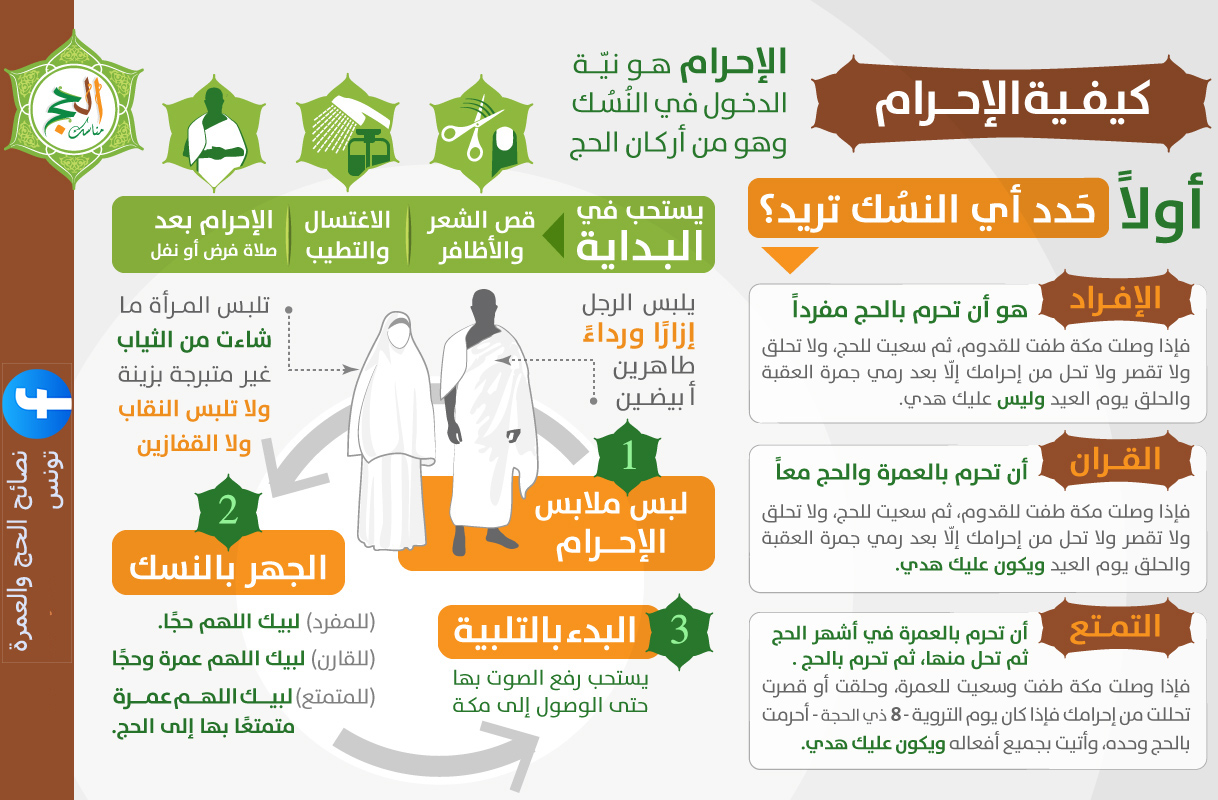 كيفية الإحرام
الإحرام هو نيّة
الدخول في النُسُك
وهو من أركان الحج
الحج
مناسك
أولاً
حَدد أي النسُك تريد؟
الإفراد
هو أن تحرم بالحج مفرداً
فإذا وصلت مكة طفت للقدوم، ثم سعيت للحج، ولا تحلق
ولا تقصر ولا تحل من إحرامك إلّا بعد رمي جمرة العقبة
والحلق يوم العيد وليس عليك هدي.
القران
أن تحرم بالعمرة والحج معاً
فإذا وصلت مكة طفت للقدوم، ثم سعيت للحج، ولا تحلق
ولا تقصر ولا تحل من إحرامك إلّا بعد رمي جمرة العقبة
والحلق يوم العيد ويكون عليك هدي.
التمتع
أن تحرم بالعمرة في أشهر الحج
ثم تحل منها، ثم تحرم بالحج .
فإذا وصلت مكة طفت وسعيت للعمرة، وحلقت أو قصرت
تحللت من إحرامك فإذا كان يوم التروية - 8 ذي الحجة - أحرمت
بالحج وحده، وأتيت بجميع أفعاله ويكون عليك هدي.
يستحب في
البداية
قص الشعر
والأظافر
الاغتسال
والتطيب
الإحرام بعد
صلاة فرض أو نفل
يلبس الرجل
إزارًا ورداءً
طاهرين
أبيضين
تلبس المرأة ما
شاءت من الثياب
غير متبرجة بزينة
ولا تلبس النقاب
ولا القفازين
1
لبس ملابس
الإحرام
2
الجهر بالنسك
(للمفرد) لبيك اللهم حجًا.
(للقارن) لبيك اللهم عمرة وحجًا
(للمتمتع) لبيك اللهم عمرة
متمتعًا بها إلى الحج.
3
البدء بالتلبية
يستحب رفع الصوت بها
حتى الوصول إلى مكة
نصائح الحج والعمرة
تونس